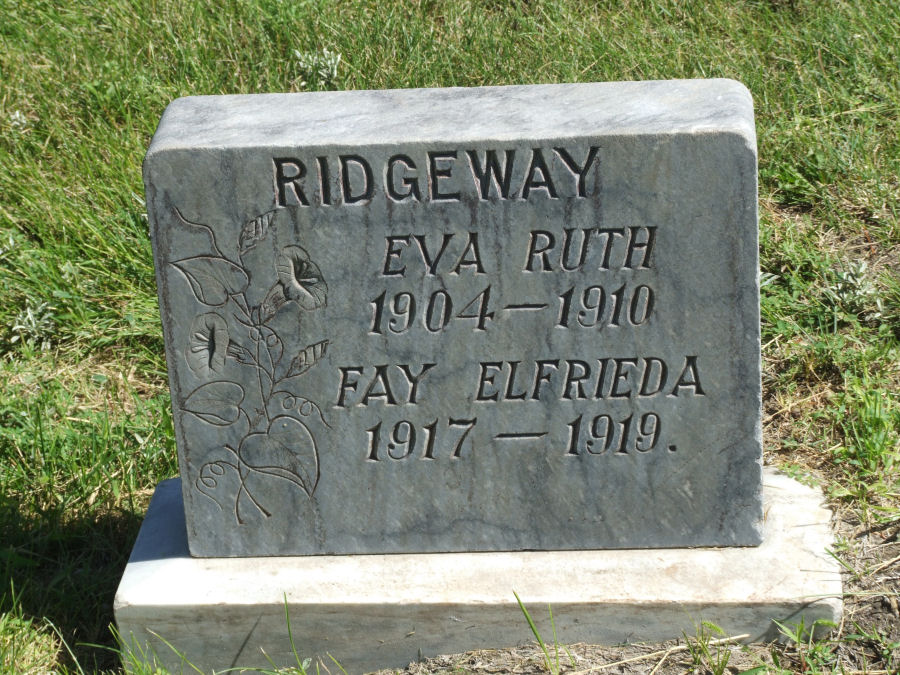 RIDGEWAY
EVA RUTH
1904 — 1910
FAY ELFRIEDA
1917 — 1919.